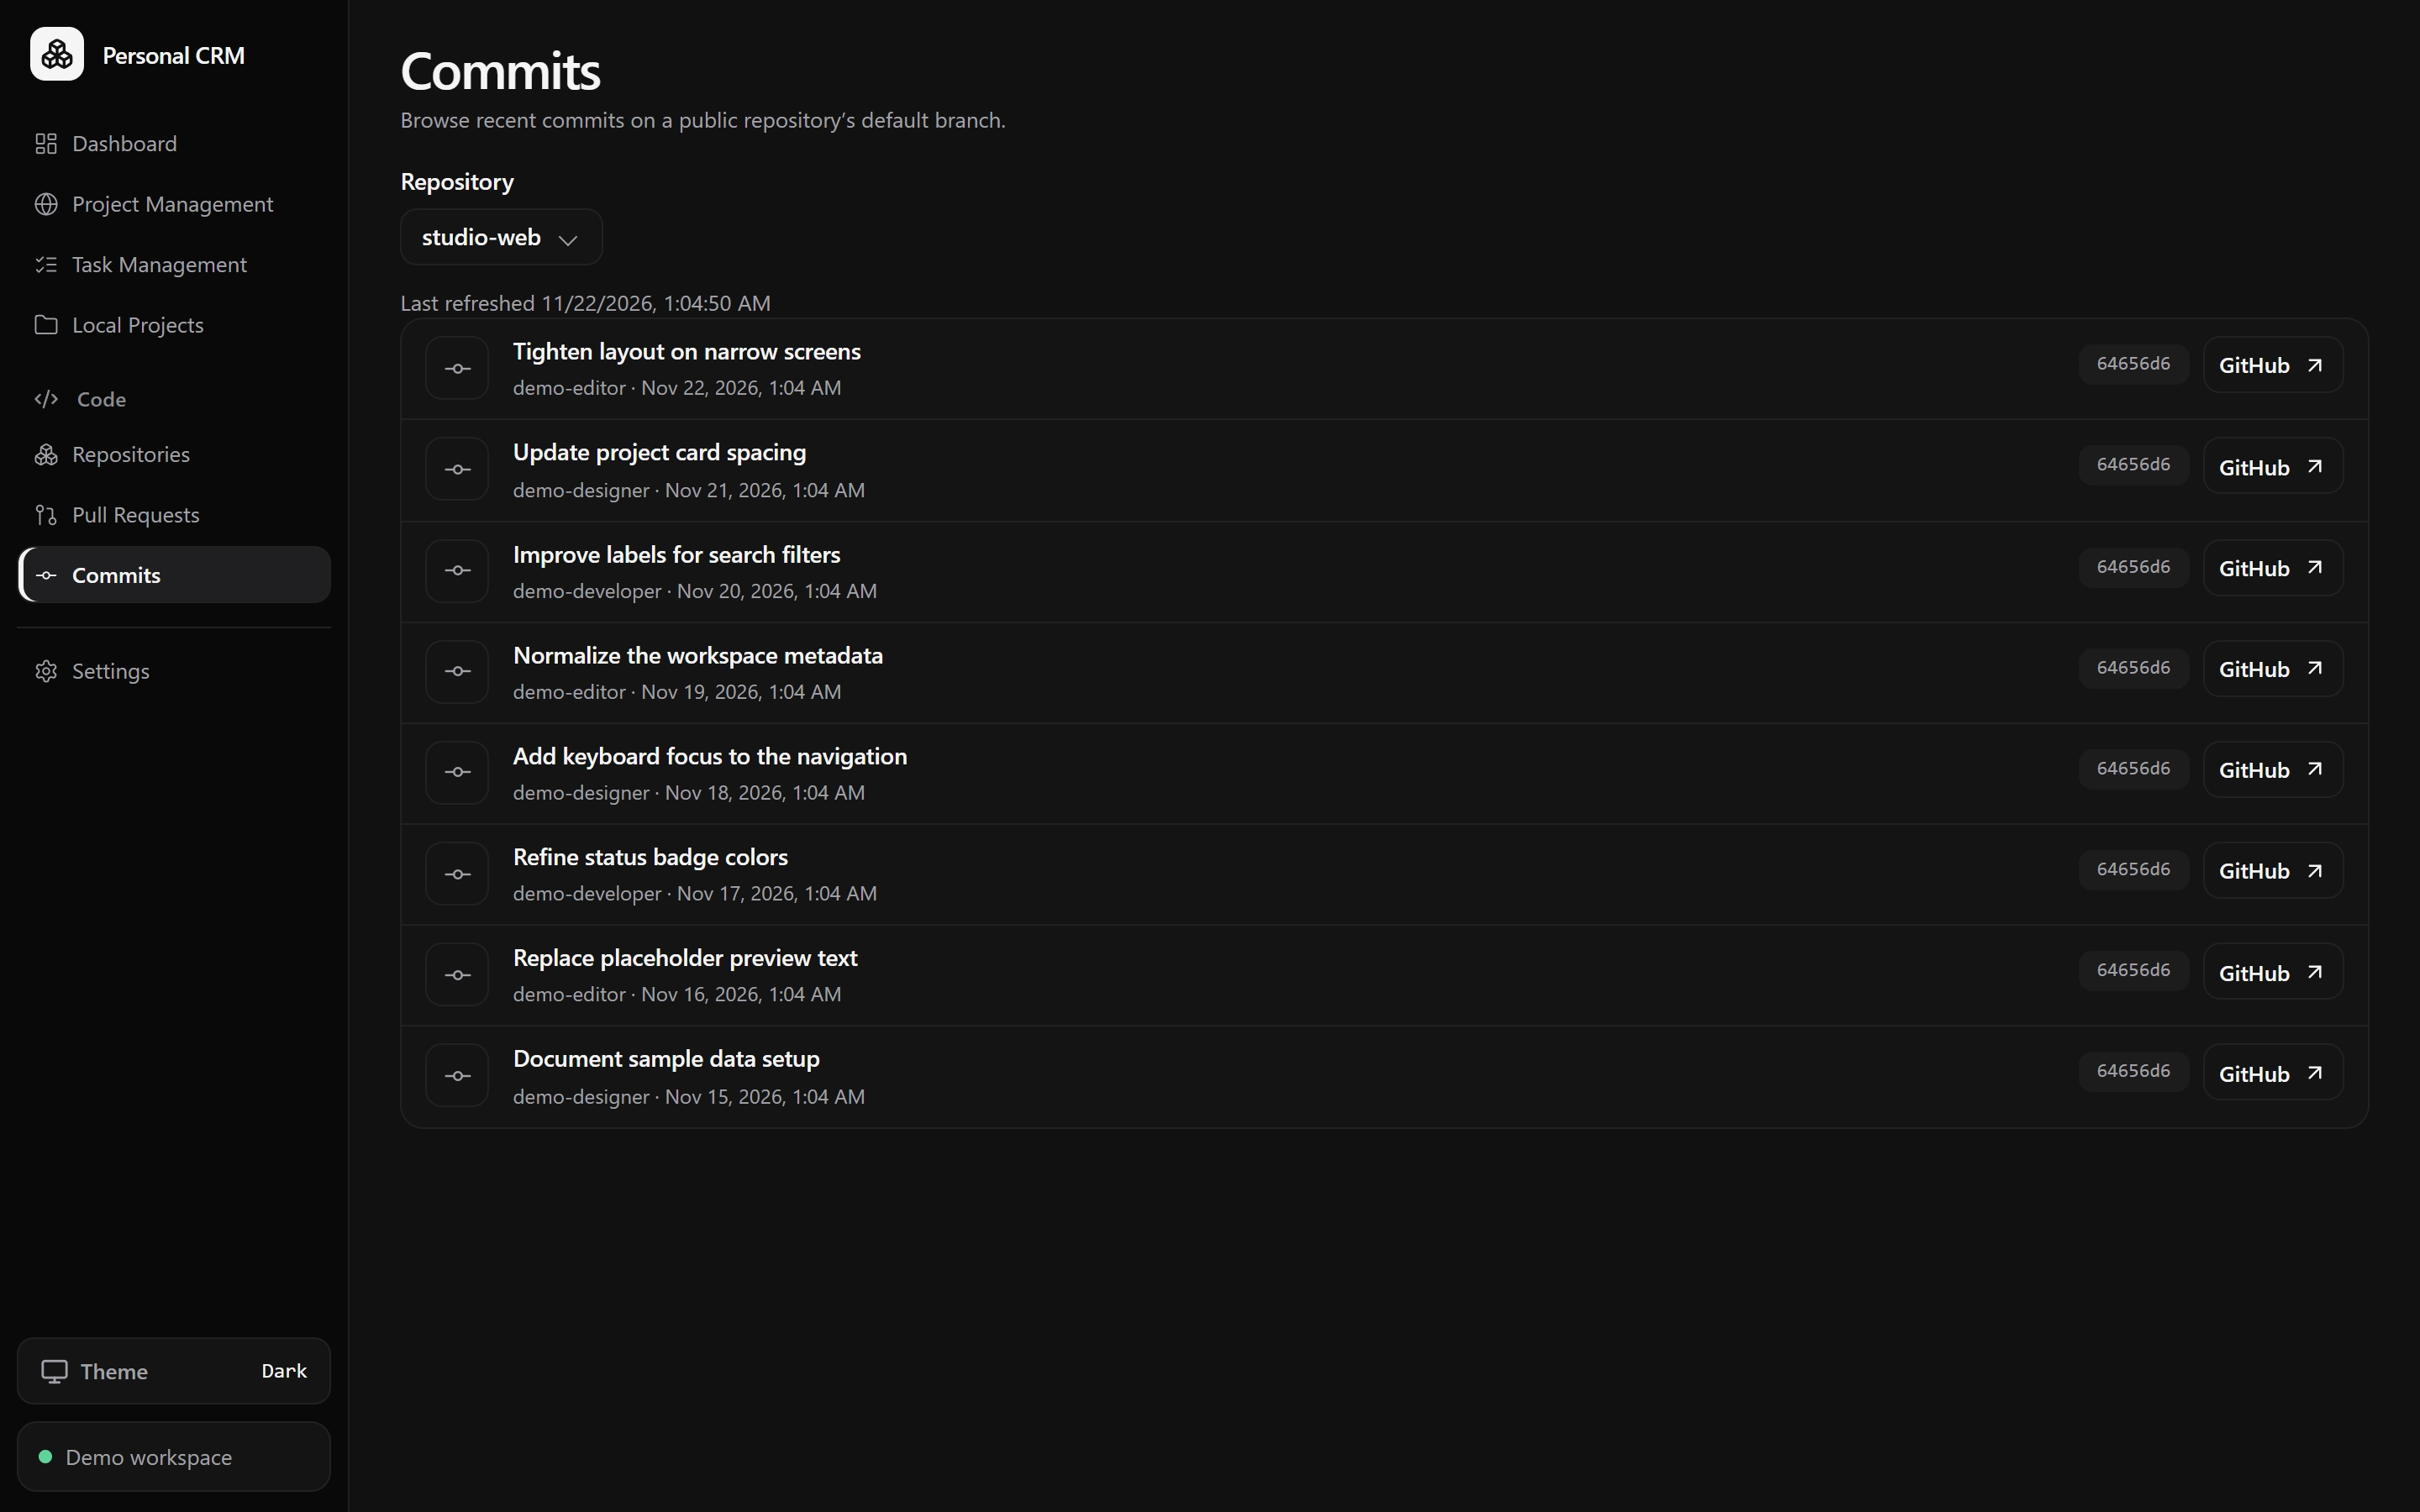 Personal CRM
Dashboard
Project Management
Task Management
Local Projects
Code
Repositories
Pull Requests
Commits
Settings
Theme Dark
Demo workspace
Commits
Browse recent commits on a public repository’s default branch.
Repository
studio-web
Last refreshed 11/22/2026, 1:04:50 AM
Tighten layout on narrow screens
demo-editor · Nov 22, 2026, 1:04 AM
64656d6 GitHub
Update project card spacing
demo-designer · Nov 21, 2026, 1:04 AM
64656d6 GitHub
Improve labels for search filters
demo-developer · Nov 20, 2026, 1:04 AM
64656d6 GitHub
Normalize the workspace metadata
demo-editor · Nov 19, 2026, 1:04 AM
64656d6 GitHub
Add keyboard focus to the navigation
demo-designer · Nov 18, 2026, 1:04 AM
64656d6 GitHub
Refine status badge colors
demo-developer · Nov 17, 2026, 1:04 AM
64656d6 GitHub
Replace placeholder preview text
demo-editor · Nov 16, 2026, 1:04 AM
64656d6 GitHub
Document sample data setup
demo-designer · Nov 15, 2026, 1:04 AM
64656d6 GitHub